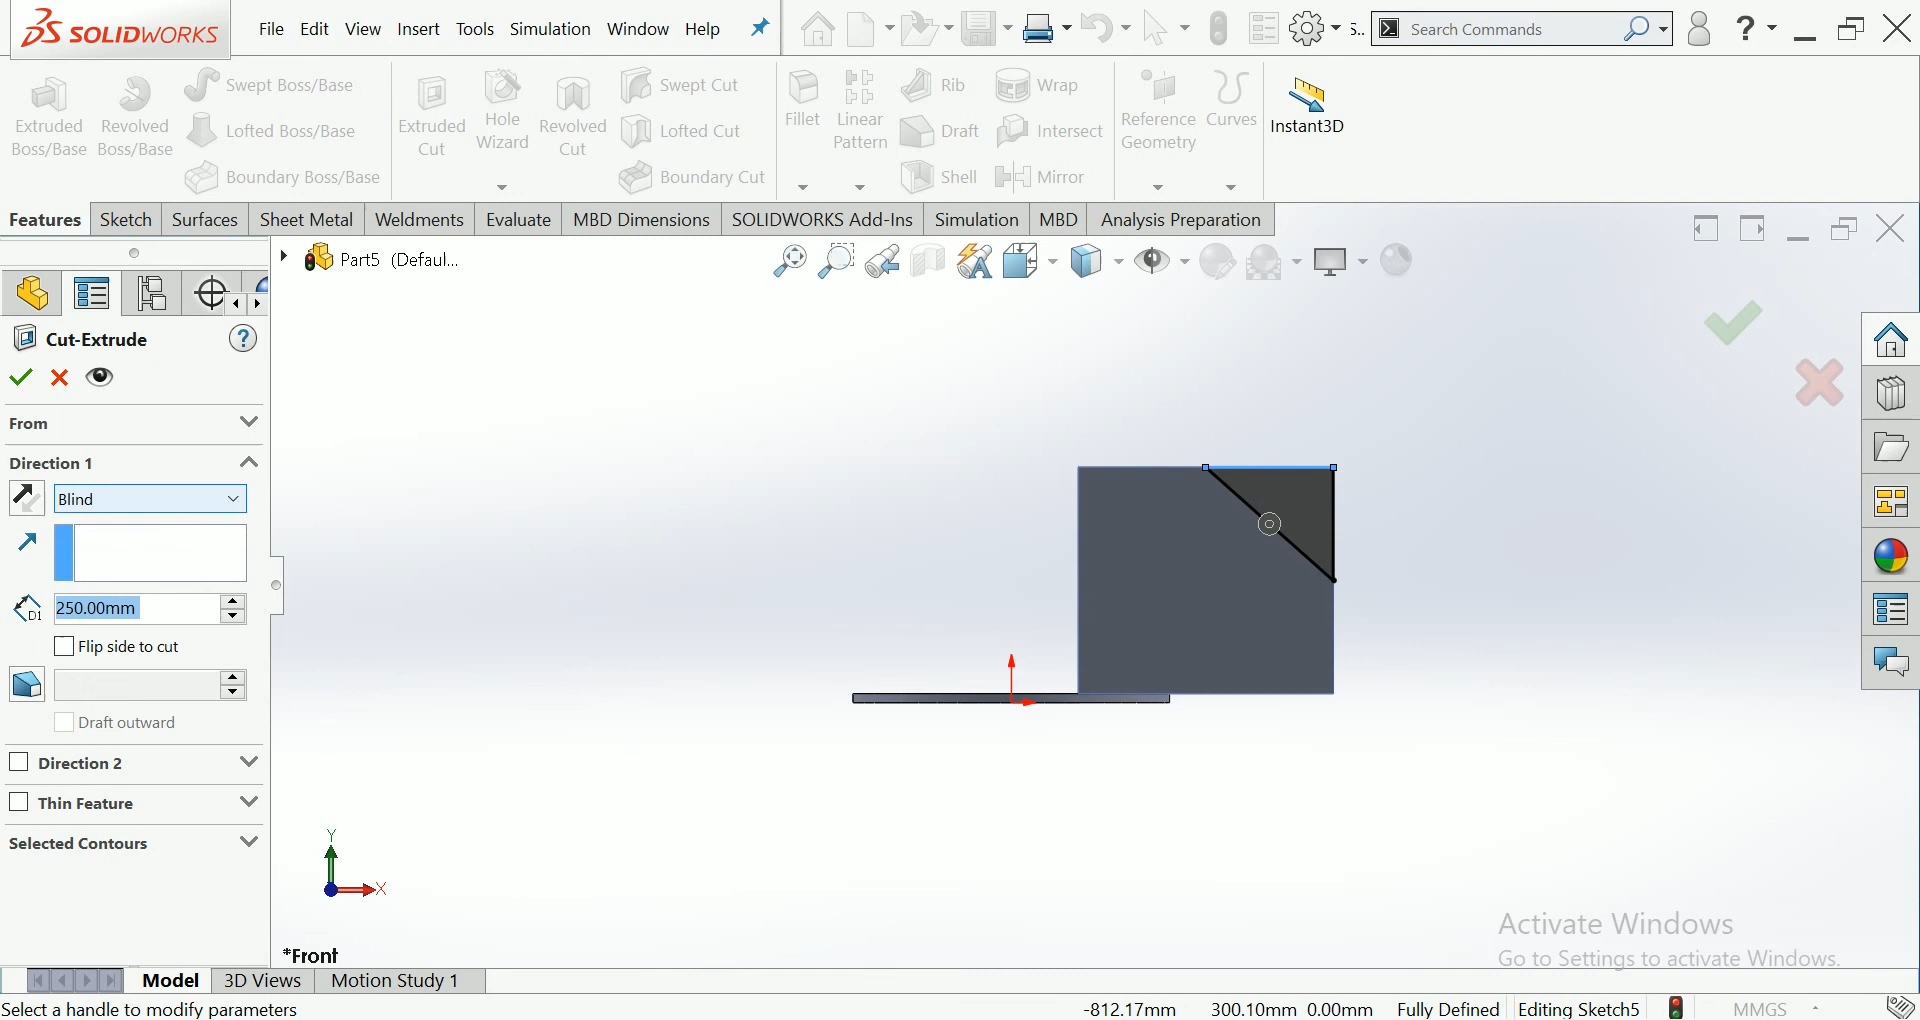 SOLIDWORKS File Edit View Insert Tools Simulation Window Help S.. Search Commands ?
Extruded Boss/Base
Revolved Boss/Base
Swept Boss/Base
Lofted Boss/Base
Boundary Boss/Base
Extruded Cut
Hole Wizard
Revolved Cut
Swept Cut
Lofted Cut
Boundary Cut
Fillet
Linear Pattern
Rib
Draft
Shell
Wrap
Intersect
Mirror
Reference Geometry
Curves
Instant3D
Features Sketch Surfaces Sheet Metal Weldments Evaluate MBD Dimensions SOLIDWORKS Add-Ins Simulation MBD Analysis Preparation
Part5 (Defaul...
Cut-Extrude ?
From
Direction 1
Blind
D1 250.00mm
Flip side to cut
Draft outward
Direction 2
Thin Feature
Selected Contours
Y
X
*Front
Activate Windows
Go to Settings to activate Windows.
Model 3D Views Motion Study 1
Select a handle to modify parameters -812.17mm 300.10mm 0.00mm Fully Defined Editing Sketch5 MMGS